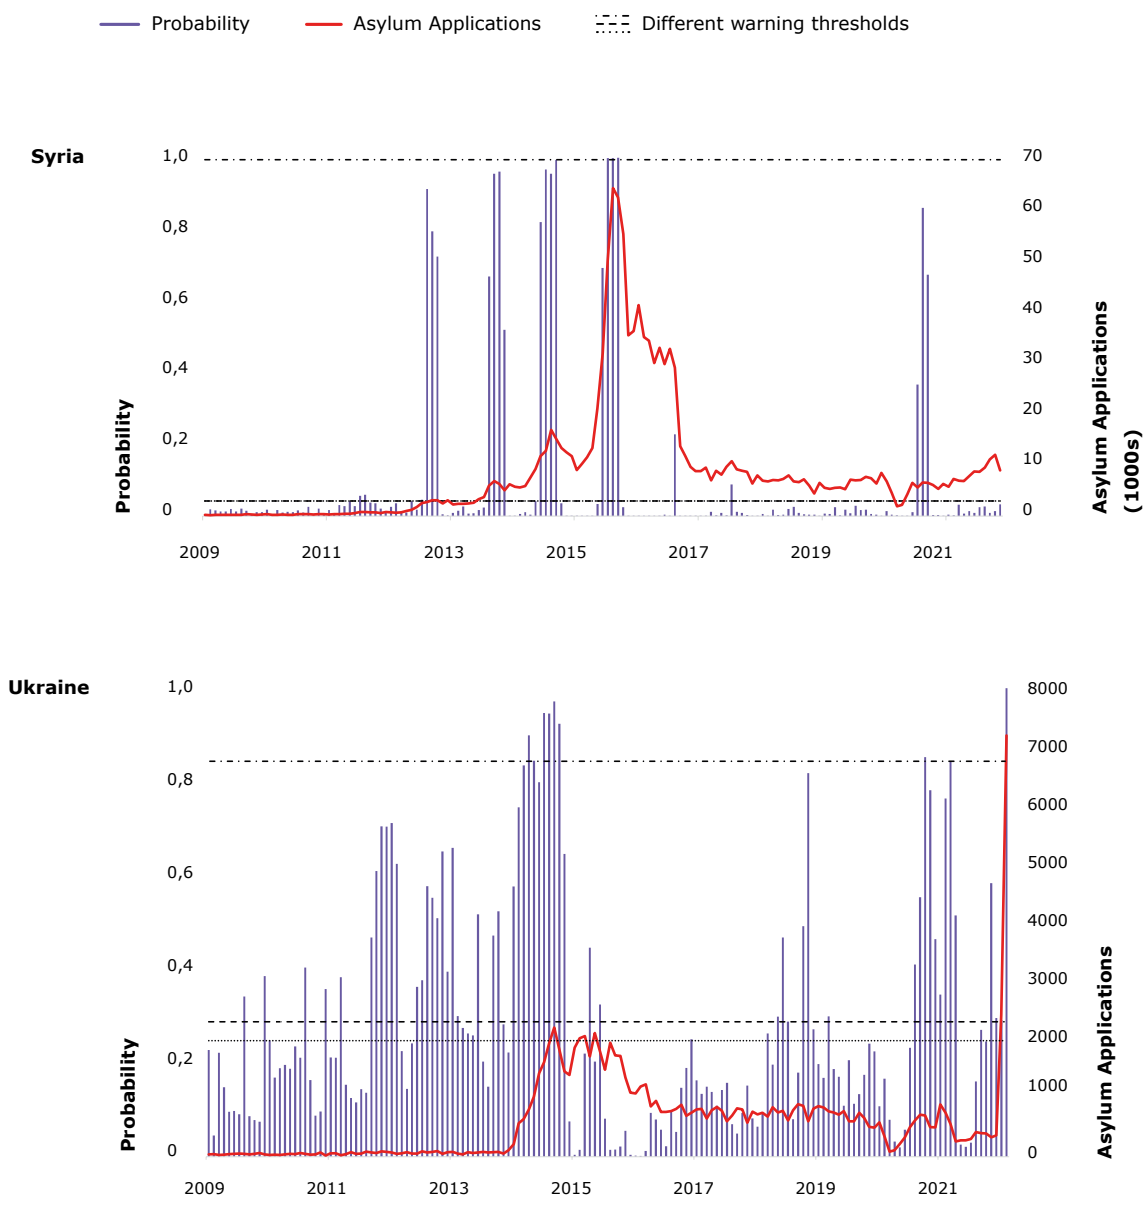 Probability Asylum Applications Different warning thresholds
Syria
Probability
1,0
0,8
0,6
0,4
0,2
0
70
60
50
40
30
20
10
0
Asylum Applications
(1000s)
2009 2011 2013 2015 2017 2019 2021
Ukraine
Probability
1,0
0,8
0,6
0,4
0,2
0
8000
7000
6000
5000
4000
3000
2000
1000
0
Asylum Applications
2009 2011 2013 2015 2017 2019 2021